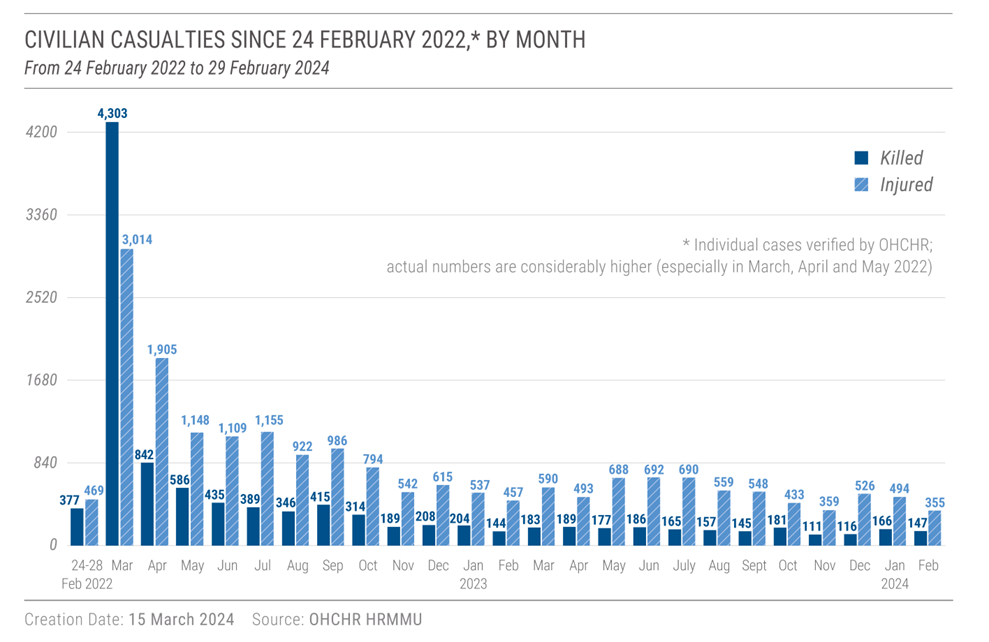 CIVILIAN CASUALTIES SINCE 24 FEBRUARY 2022,* BY MONTH
From 24 February 2022 to 29 February 2024
4,303
4200
Killed
Injured
3360
3,014
* Individual cases verified by OHCHR;
actual numbers are considerably higher (especially in March, April and May 2022)
2520
1,905
1680
1,148 1,109 1,155 922 986 794 542 615 537 457 590 493 688 692 690 559 548 433 359 526 494 355
840
377 469 842 586 435 389 346 415 314 189 208 204 144 183 189 177 186 165 157 145 181 111 116 166 147
0
24-28 Mar Apr May Jun Jul Aug Sep Oct Nov Dec Jan Feb Mar Apr May Jun July Aug Sept Oct Nov Dec Jan Feb
Feb 2022 2023 2024
Creation Date: 15 March 2024 Source: OHCHR HRMMU